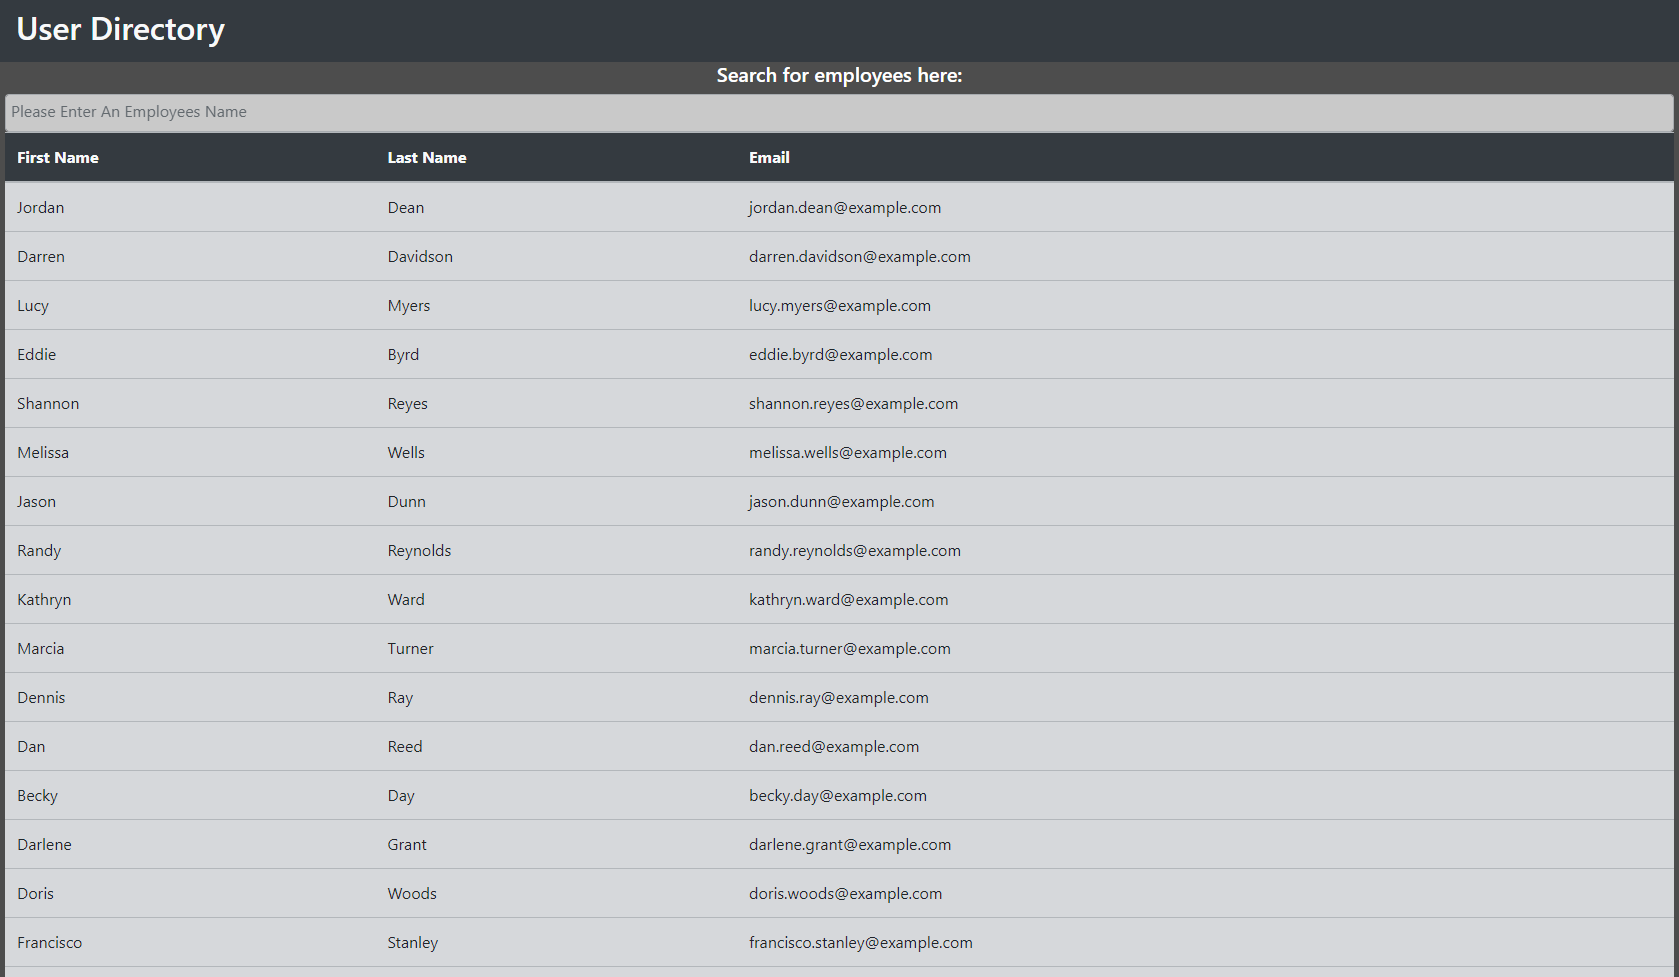 User Directory
Search for employees here:
Please Enter An Employees Name
First Name Last Name Email
Jordan Dean jordan.dean@example.com
Darren Davidson darren.davidson@example.com
Lucy Myers lucy.myers@example.com
Eddie Byrd eddie.byrd@example.com
Shannon Reyes shannon.reyes@example.com
Melissa Wells melissa.wells@example.com
Jason Dunn jason.dunn@example.com
Randy Reynolds randy.reynolds@example.com
Kathryn Ward kathryn.ward@example.com
Marcia Turner marcia.turner@example.com
Dennis Ray dennis.ray@example.com
Dan Reed dan.reed@example.com
Becky Day becky.day@example.com
Darlene Grant darlene.grant@example.com
Doris Woods doris.woods@example.com
Francisco Stanley francisco.stanley@example.com